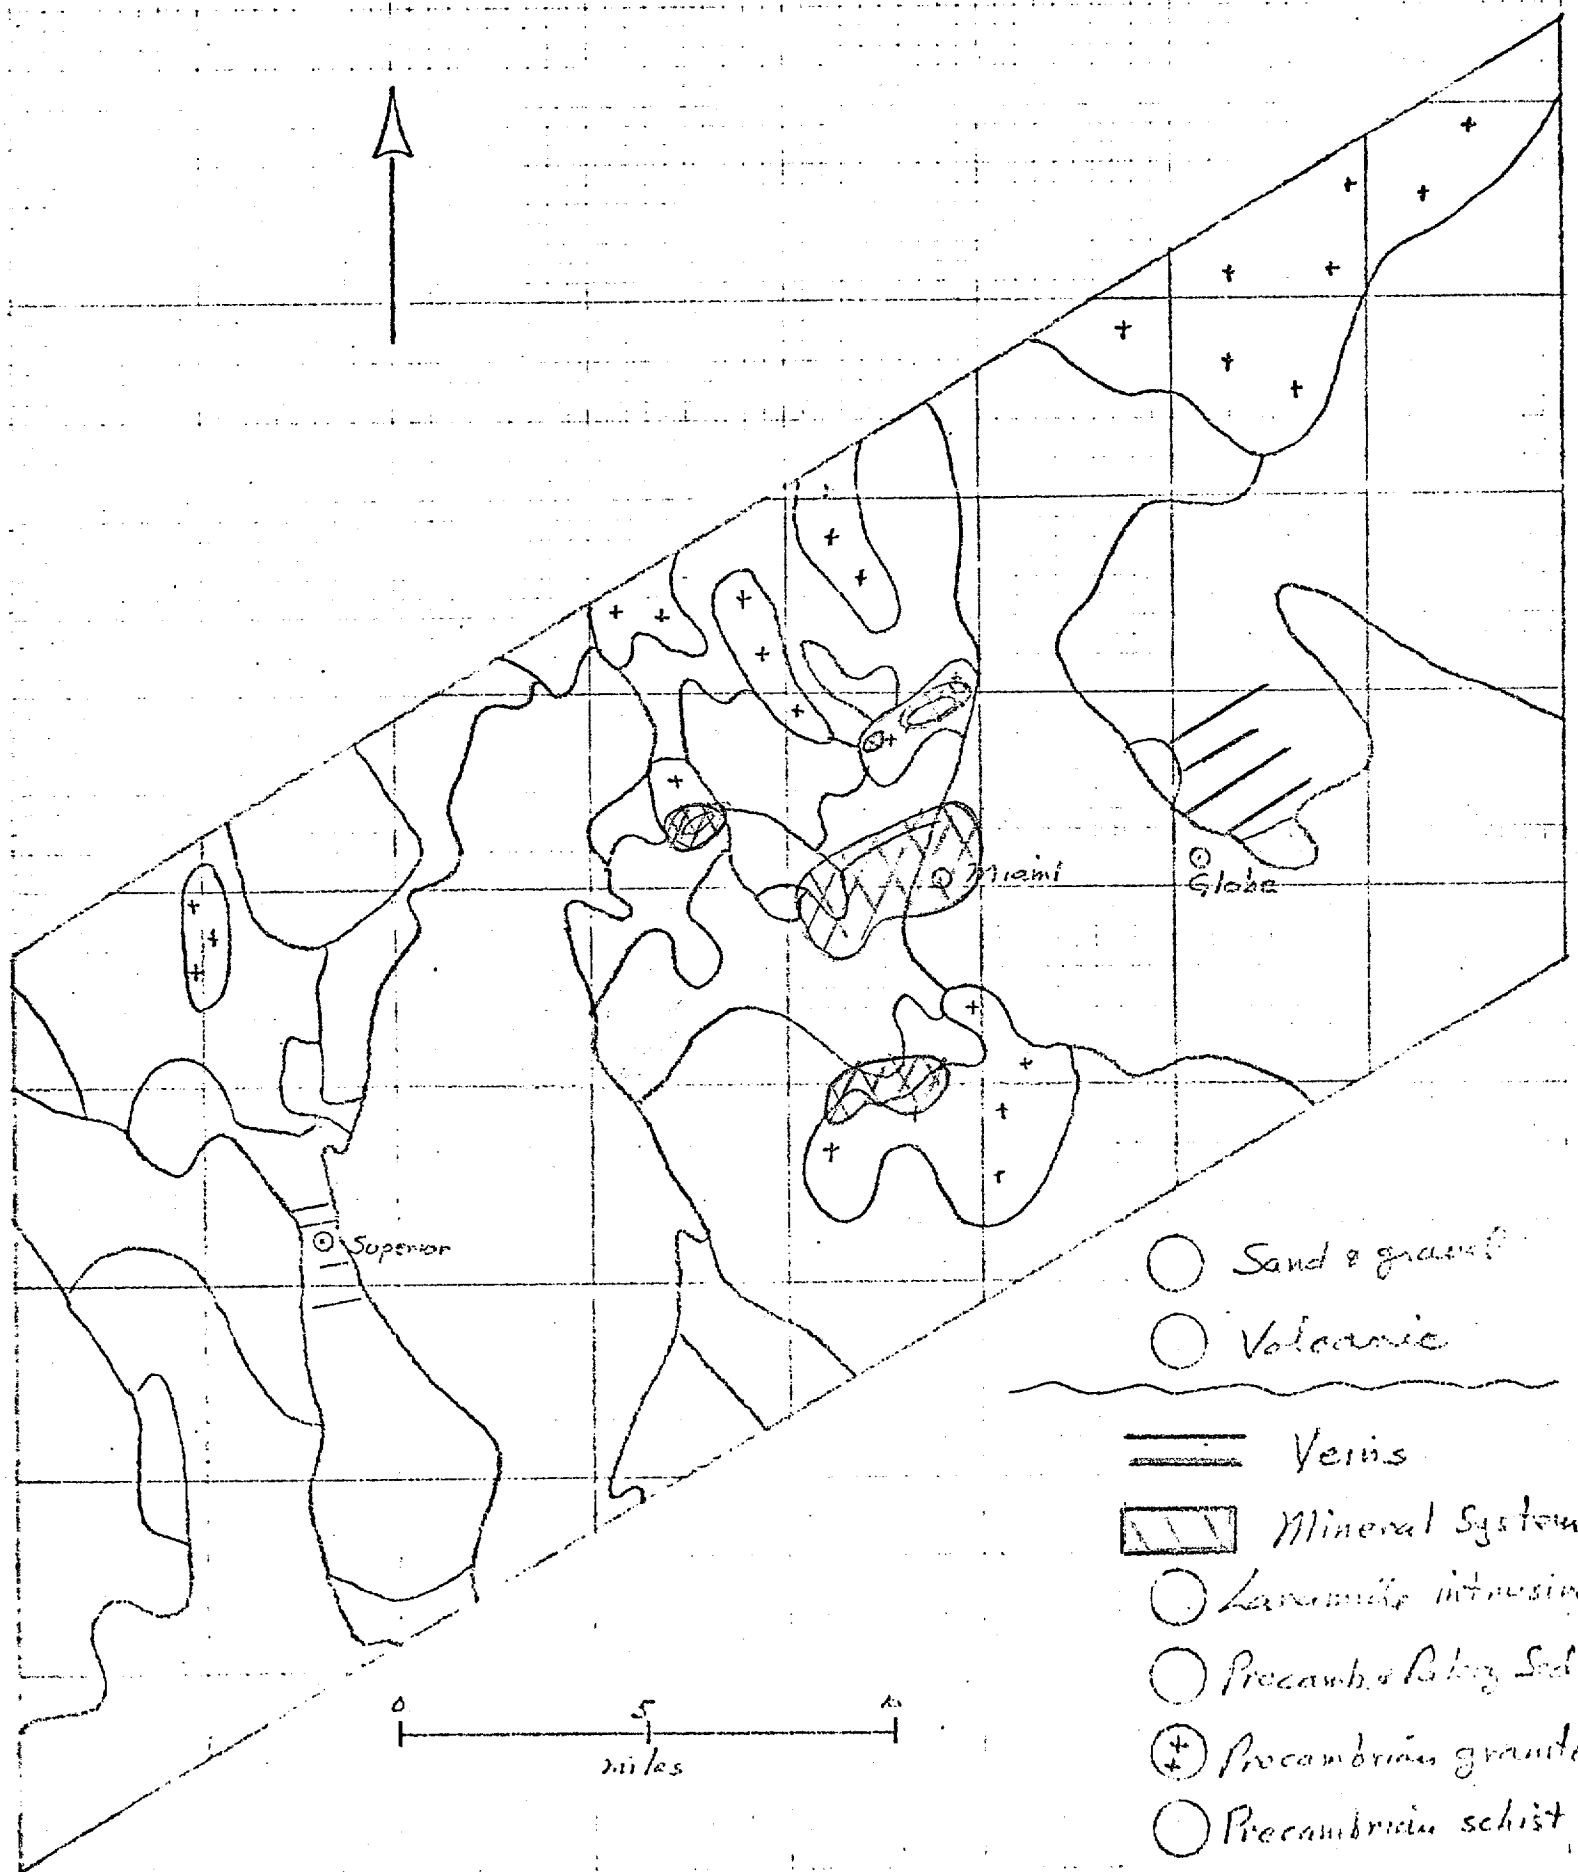 Miami
Globe
Superior
Sand & gravel
Volcanic
Veins
Mineral System
Laramide intrusive
Precamb & Paleoz Sed
Precambrian granite
Precambrian schist
0 5 10
miles